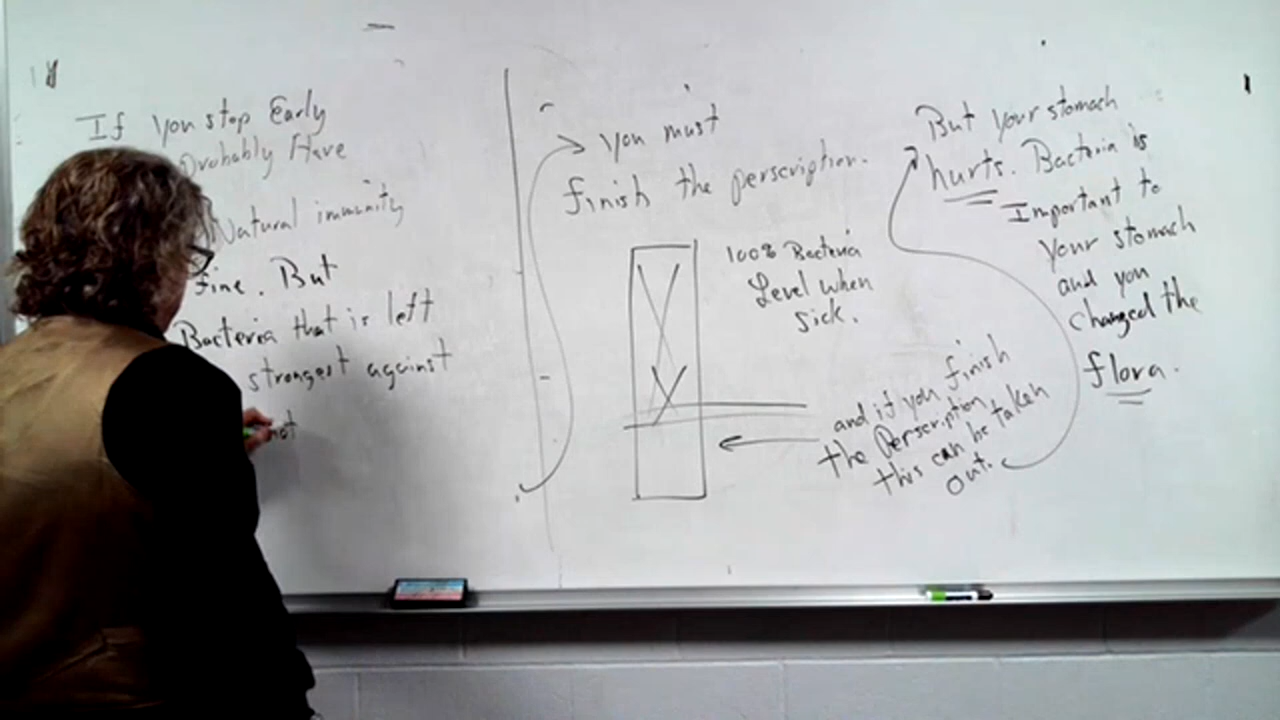 If you stop Early
Probably Have
Natural immunity
fine. But
Bacteria that is left
strongest against
not
you must
finish the perscription.
100% Bacteria
Level when
sick.
and if you finish
the Perscription
this can be taken
out.
But your stomach
hurts. Bacteria is
Important to
your stomach
and you
changed the
flora.